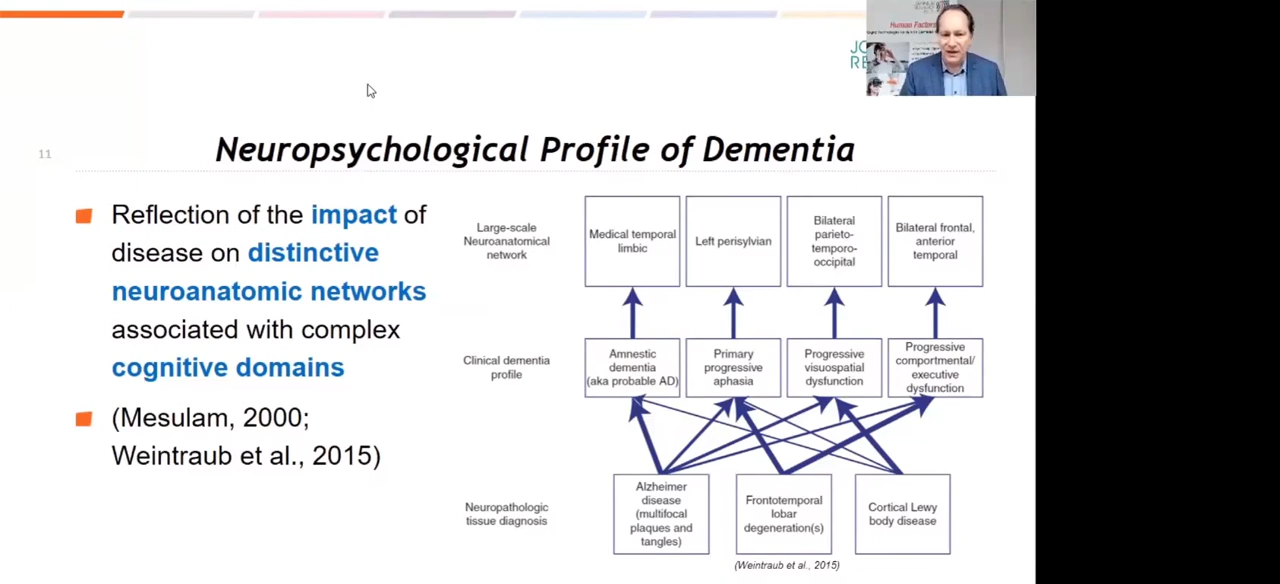 Human Factors
JO
RE
11
Neuropsychological Profile of Dementia
Reflection of the impact of
disease on distinctive
neuroanatomic networks
associated with complex
cognitive domains
(Mesulam, 2000;
Weintraub et al., 2015)
Large-scale
Neuroanatomical
network
Medical temporal
limbic
Left perisylvian
Bilateral
parieto-
temporo-
occipital
Bilateral frontal,
anterior
temporal
Clinical dementia
profile
Amnestic
dementia
(aka probable AD)
Primary
progressive
aphasia
Progressive
visuospatial
dysfunction
Progressive
comportmental/
executive
dysfunction
Neuropathologic
tissue diagnosis
Alzheimer
disease
(multifocal
plaques and
tangles)
Frontotemporal
lobar
degeneration(s)
Cortical Lewy
body disease
(Weintraub et al., 2015)